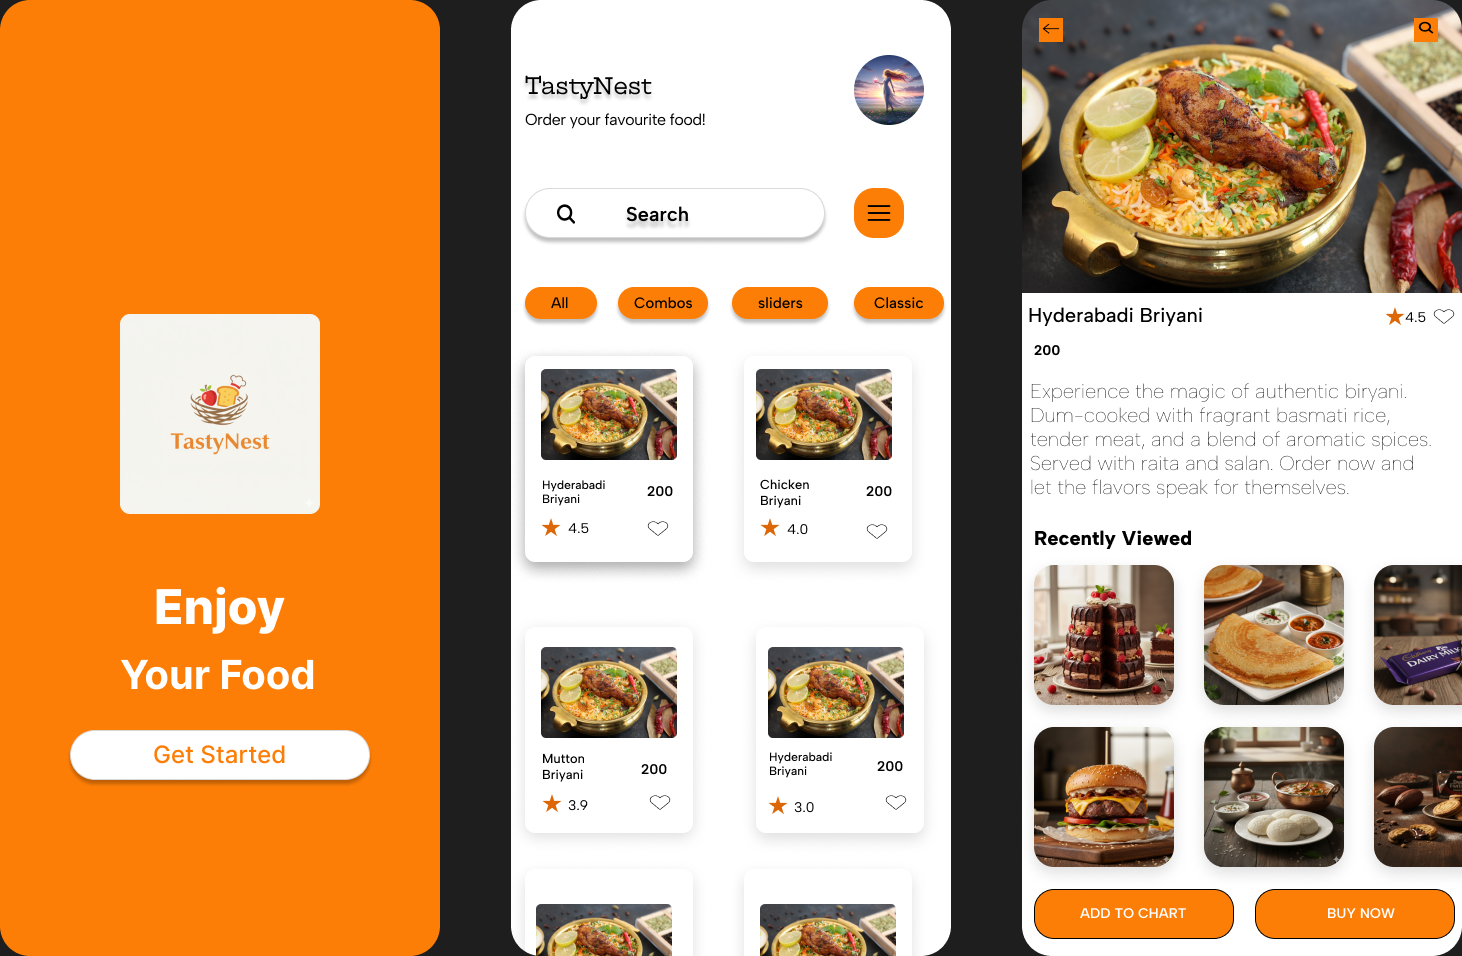 TastyNest
Enjoy
Your Food
Get Started
TastyNest
Order your favourite food!
Search
All
Combos
sliders
Classic
Hyderabadi
Briyani
200
4.5
Chicken
Briyani
200
4.0
Mutton
Briyani
200
3.9
Hyderabadi
Briyani
200
3.0
Hyderabadi Briyani
4.5
200
Experience the magic of authentic biryani.
Dum-cooked with fragrant basmati rice,
tender meat, and a blend of aromatic spices.
Served with raita and salan. Order now and
let the flavors speak for themselves.
Recently Viewed
DAIRY MILK
ADD TO CHART
BUY NOW